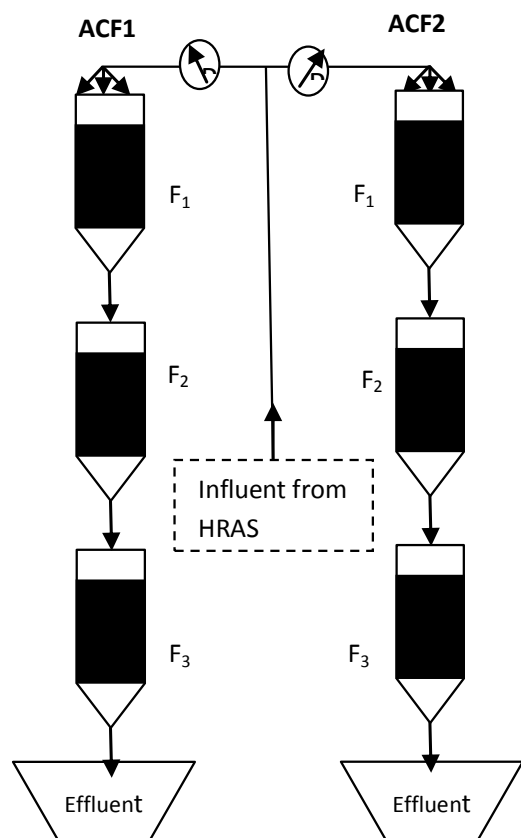 ACF1
ACF2
F₁
F₁
F₂
F₂
Influent from
HRAS
F₃
F₃
Effluent
Effluent